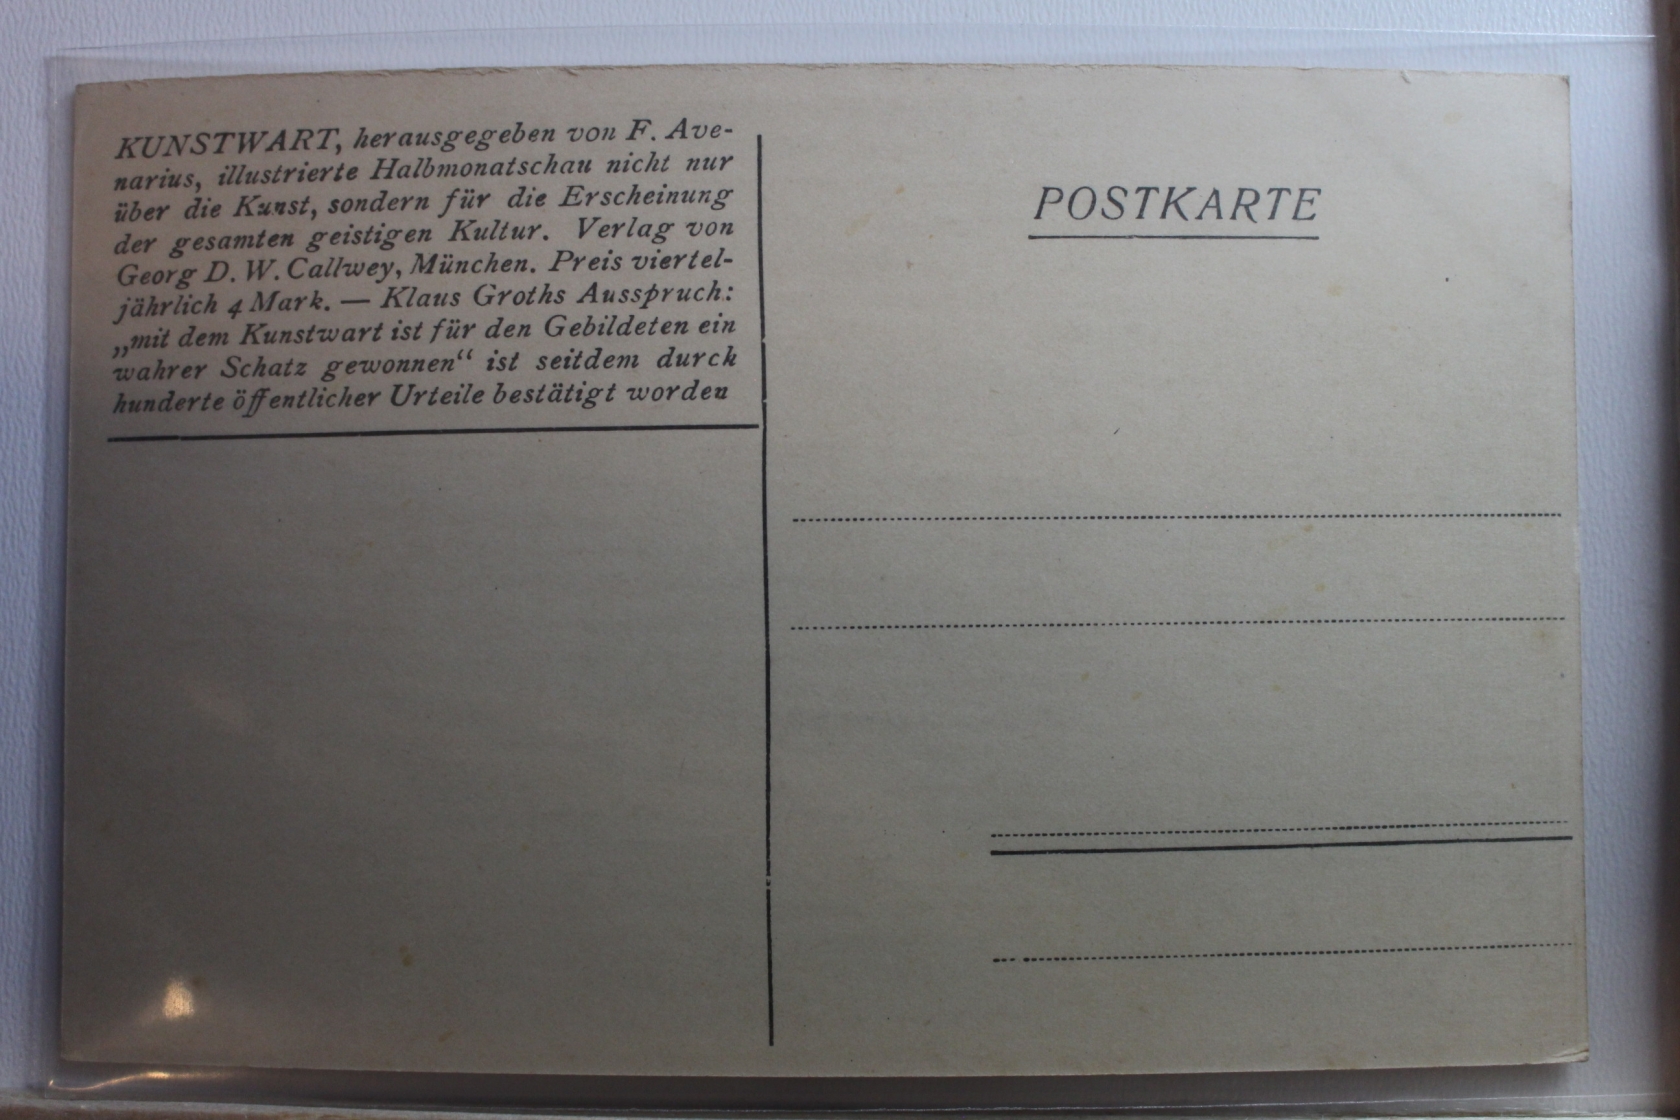 KUNSTWART, herausgegeben von F. Ave-
narius, illustrierte Halbmonatschau nicht nur
über die Kunst, sondern für die Erscheinung
der gesamten geistigen Kultur. Verlag von
Georg D. W. Callwey, München. Preis viertel-
jährlich 4 Mark. — Klaus Groths Ausspruch:
„mit dem Kunstwart ist für den Gebildeten ein
wahrer Schatz gewonnen“ ist seitdem durch
hunderte öffentlicher Urteile bestätigt worden
POSTKARTE